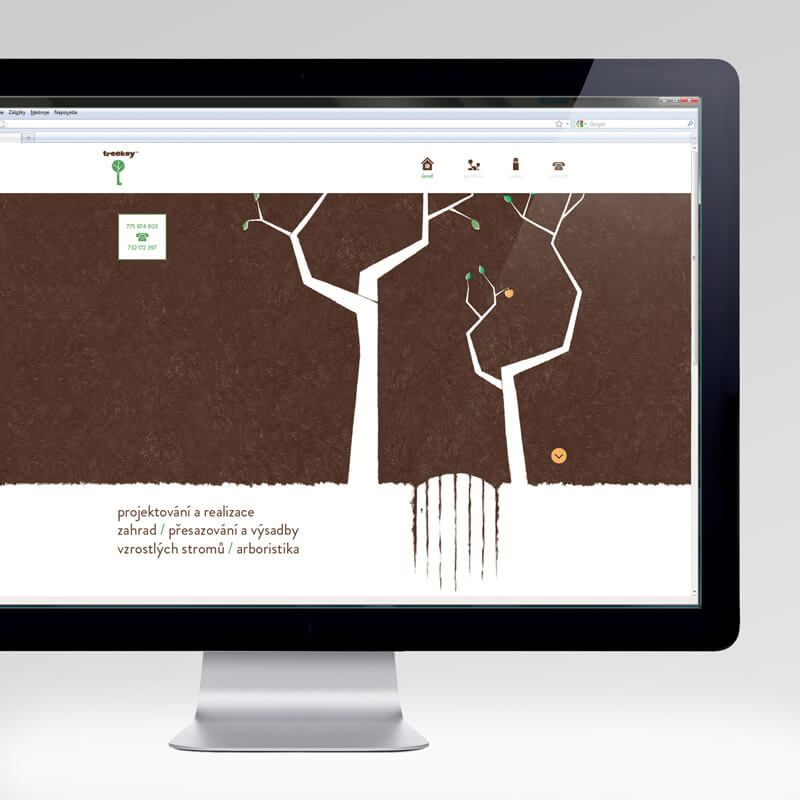 Záložky Nástroje Nápověda
Google
treekey
úvod
775 974 803
732 172 397
projektování a realizace
zahrad / přesazování a výsadby
vzrostlých stromů / arboristika